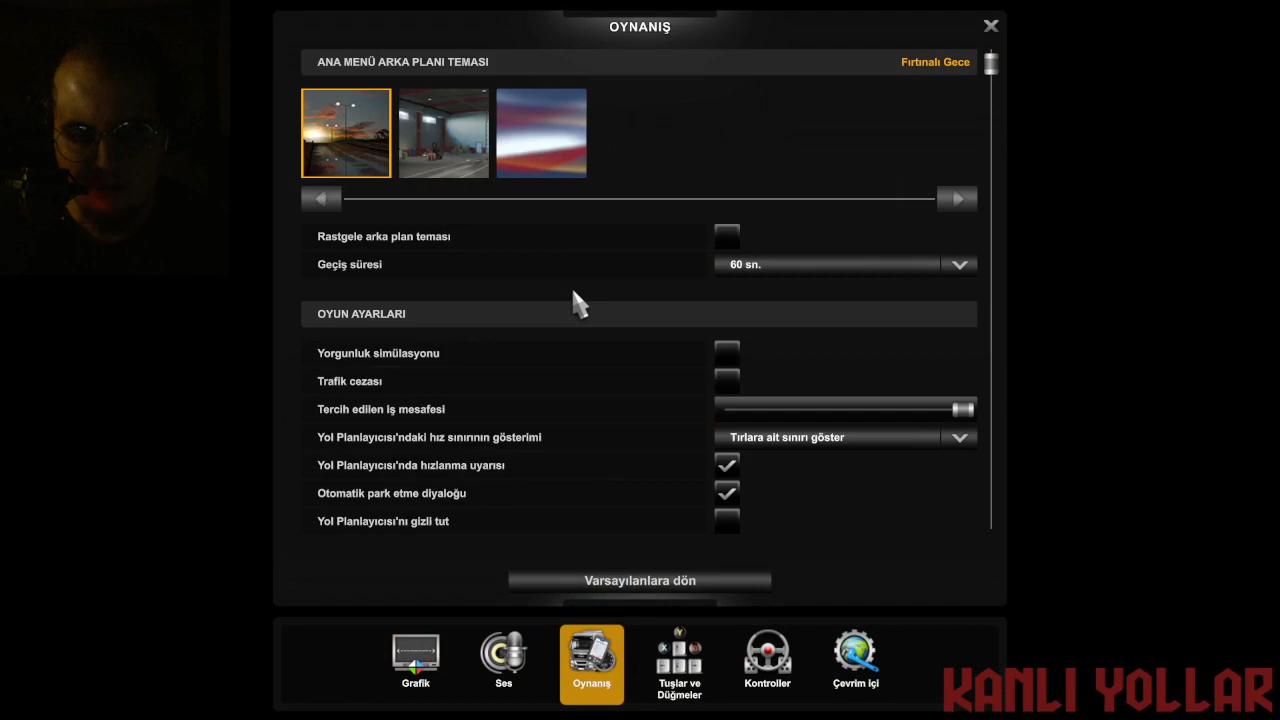 OYNANIŞ
ANA MENÜ ARKA PLANI TEMASI Fırtınalı Gece
Rastgele arka plan teması
Geçiş süresi 60 sn.
OYUN AYARLARI
Yorgunluk simülasyonu
Trafik cezası
Tercih edilen iş mesafesi
Yol Planlayıcısı'ndaki hız sınırının gösterimi Tırlara ait sınırı göster
Yol Planlayıcısı'nda hızlanma uyarısı
Otomatik park etme diyaloğu
Yol Planlayıcısı'nı gizli tut
Varsayılanlara dön
Grafik
Ses
Oynanış
Tuşlar ve
Düğmeler
Kontroller
Çevrim içi
KANLI YOLLAR